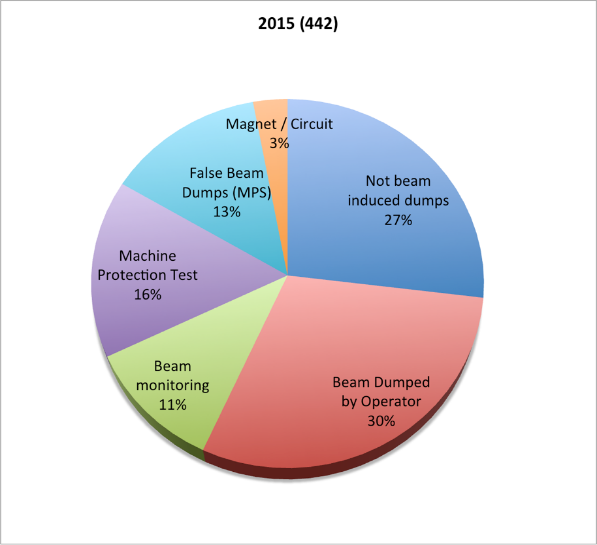 2015 (442)
Magnet / Circuit
3%
False Beam
Dumps (MPS)
13%
Not beam
induced dumps
27%
Machine
Protection Test
16%
Beam
monitoring
11%
Beam Dumped
by Operator
30%